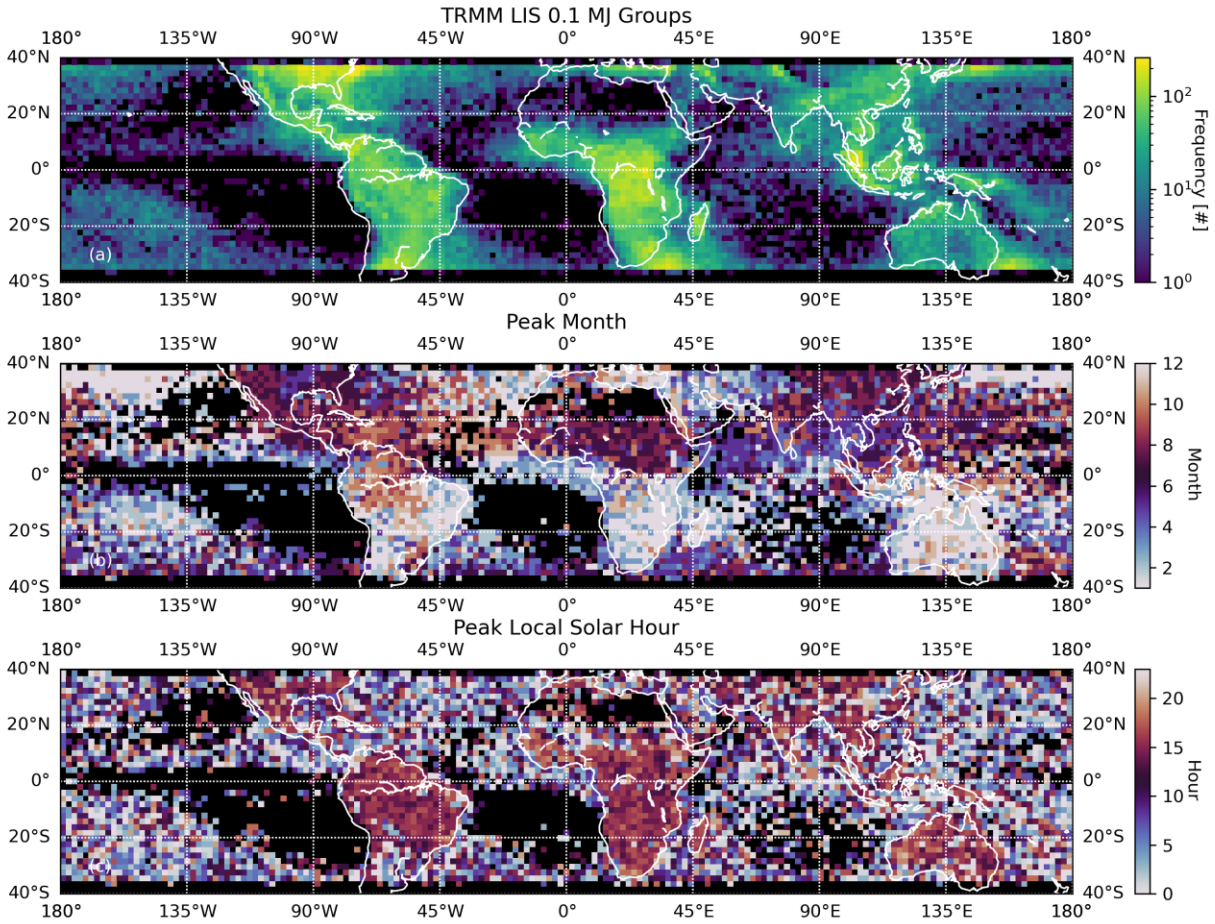 TRMM LIS 0.1 MJ Groups
180° 135°W 90°W 45°W 0° 45°E 90°E 135°E 180°
40°N 40°N
20°N 20°N 10²
0° 0° Frequency [#]
20°S 20°S 10¹
(a)
40°S 40°S 10⁰
180° 135°W 90°W 45°W 0° 45°E 90°E 135°E 180°
Peak Month
180° 135°W 90°W 45°W 0° 45°E 90°E 135°E 180°
40°N 40°N 12
10
20°N 20°N
8
0° 0° Month
6
20°S 20°S 4
(b) 2
40°S 40°S
180° 135°W 90°W 45°W 0° 45°E 90°E 135°E 180°
Peak Local Solar Hour
180° 135°W 90°W 45°W 0° 45°E 90°E 135°E 180°
40°N 40°N
20
20°N 20°N
15
0° 0° Hour
10
20°S 20°S
5
40°S 40°S 0
180° 135°W 90°W 45°W 0° 45°E 90°E 135°E 180°